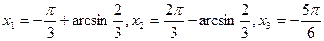 x₁ = −π/3 + arcsin 2/3, x₂ = 2π/3 − arcsin 2/3, x₃ = −5π/6